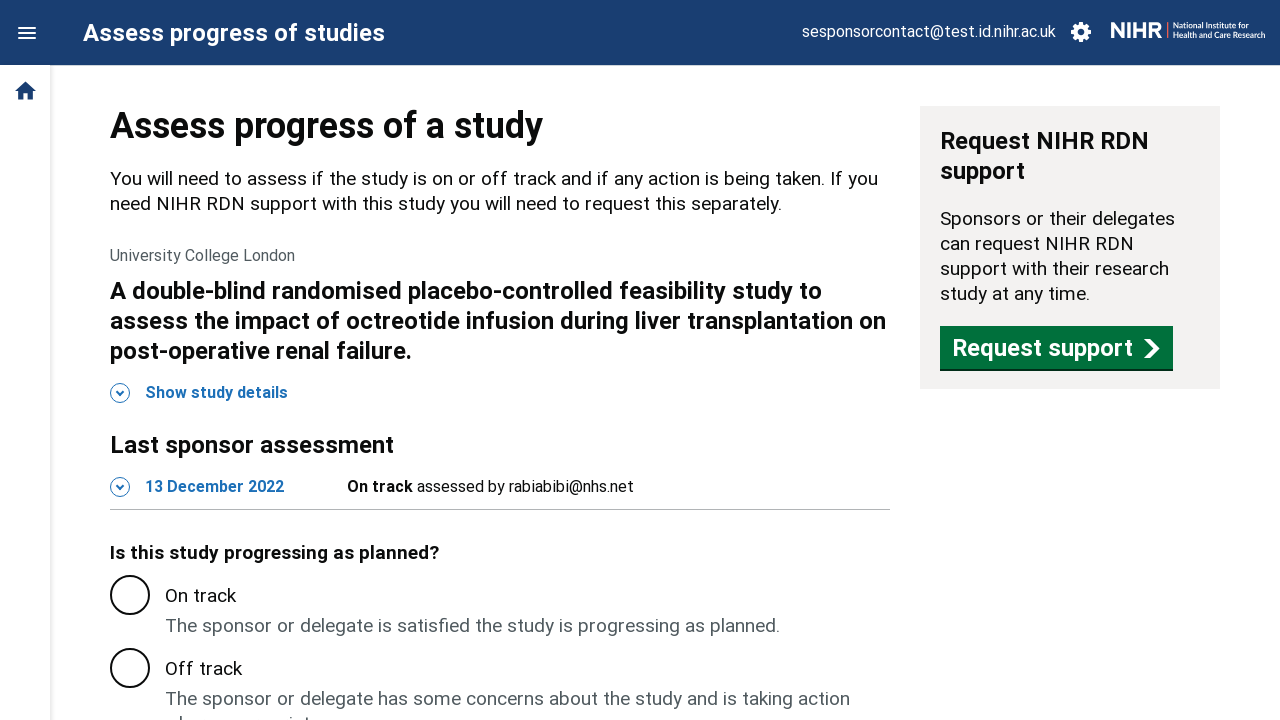 Assess progress of studies
sesponsorcontact@test.id.nihr.ac.uk
NIHR
National Institute for
Health and Care Research
Assess progress of a study
You will need to assess if the study is on or off track and if any action is being taken. If you
need NIHR RDN support with this study you will need to request this separately.
University College London
A double-blind randomised placebo-controlled feasibility study to
assess the impact of octreotide infusion during liver transplantation on
post-operative renal failure.
Show study details
Last sponsor assessment
13 December 2022
On track assessed by rabiabibi@nhs.net
Is this study progressing as planned?
On track
The sponsor or delegate is satisfied the study is progressing as planned.
Off track
The sponsor or delegate has some concerns about the study and is taking action
Request NIHR RDN
support
Sponsors or their delegates
can request NIHR RDN
support with their research
study at any time.
Request support